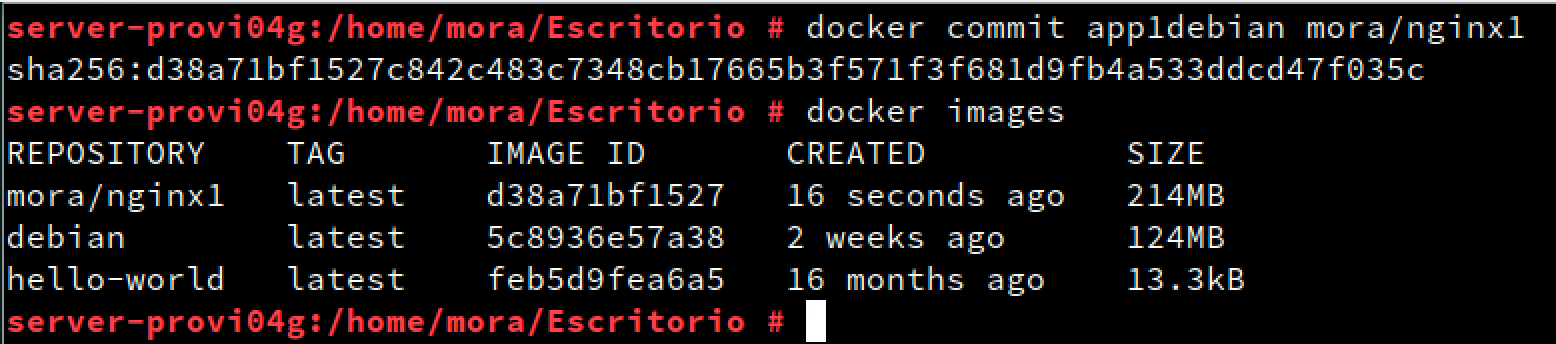 server-provi04g:/home/mora/Escritorio # docker commit app1debian mora/nginx1
sha256:d38a71bf1527c842c483c7348cb17665b3f571f3f681d9fb4a533ddcd47f035c
server-provi04g:/home/mora/Escritorio # docker images
REPOSITORY    TAG       IMAGE ID       CREATED          SIZE
mora/nginx1   latest    d38a71bf1527   16 seconds ago   214MB
debian        latest    5c8936e57a38   2 weeks ago      124MB
hello-world   latest    feb5d9fea6a5   16 months ago    13.3kB
server-provi04g:/home/mora/Escritorio #